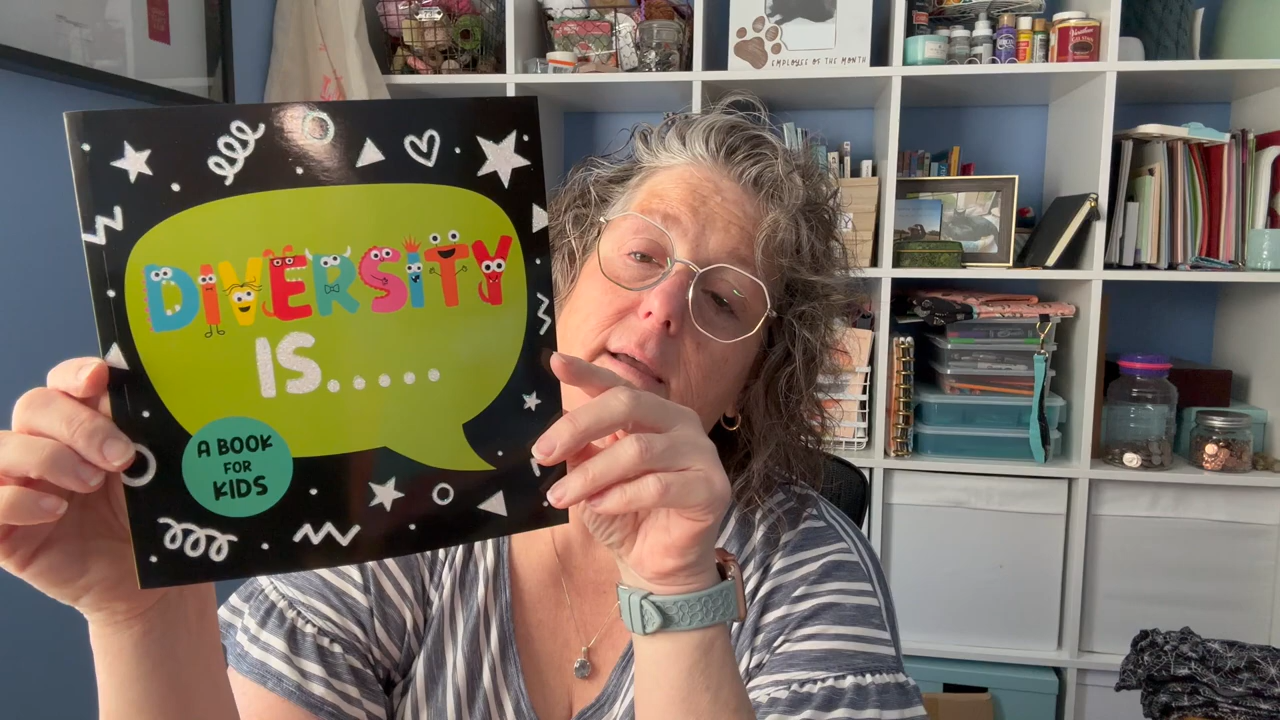 EMPLOYEE OF THE MONTH
DIVERSITY
IS.....
A BOOK
FOR
KIDS